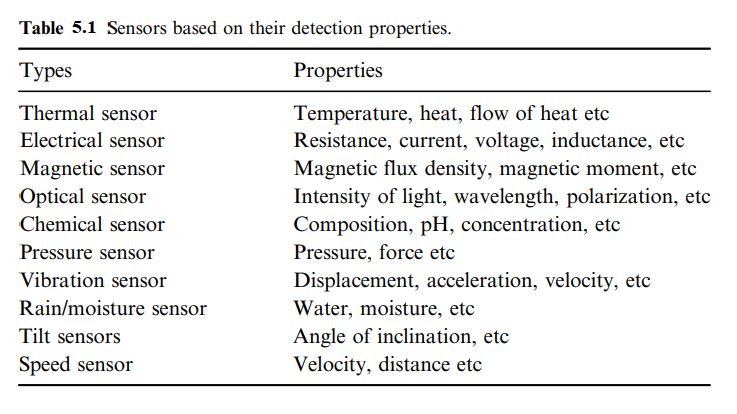 Table 5.1 Sensors based on their detection properties.
Types Properties
Thermal sensor Temperature, heat, flow of heat etc
Electrical sensor Resistance, current, voltage, inductance, etc
Magnetic sensor Magnetic flux density, magnetic moment, etc
Optical sensor Intensity of light, wavelength, polarization, etc
Chemical sensor Composition, pH, concentration, etc
Pressure sensor Pressure, force etc
Vibration sensor Displacement, acceleration, velocity, etc
Rain/moisture sensor Water, moisture, etc
Tilt sensors Angle of inclination, etc
Speed sensor Velocity, distance etc